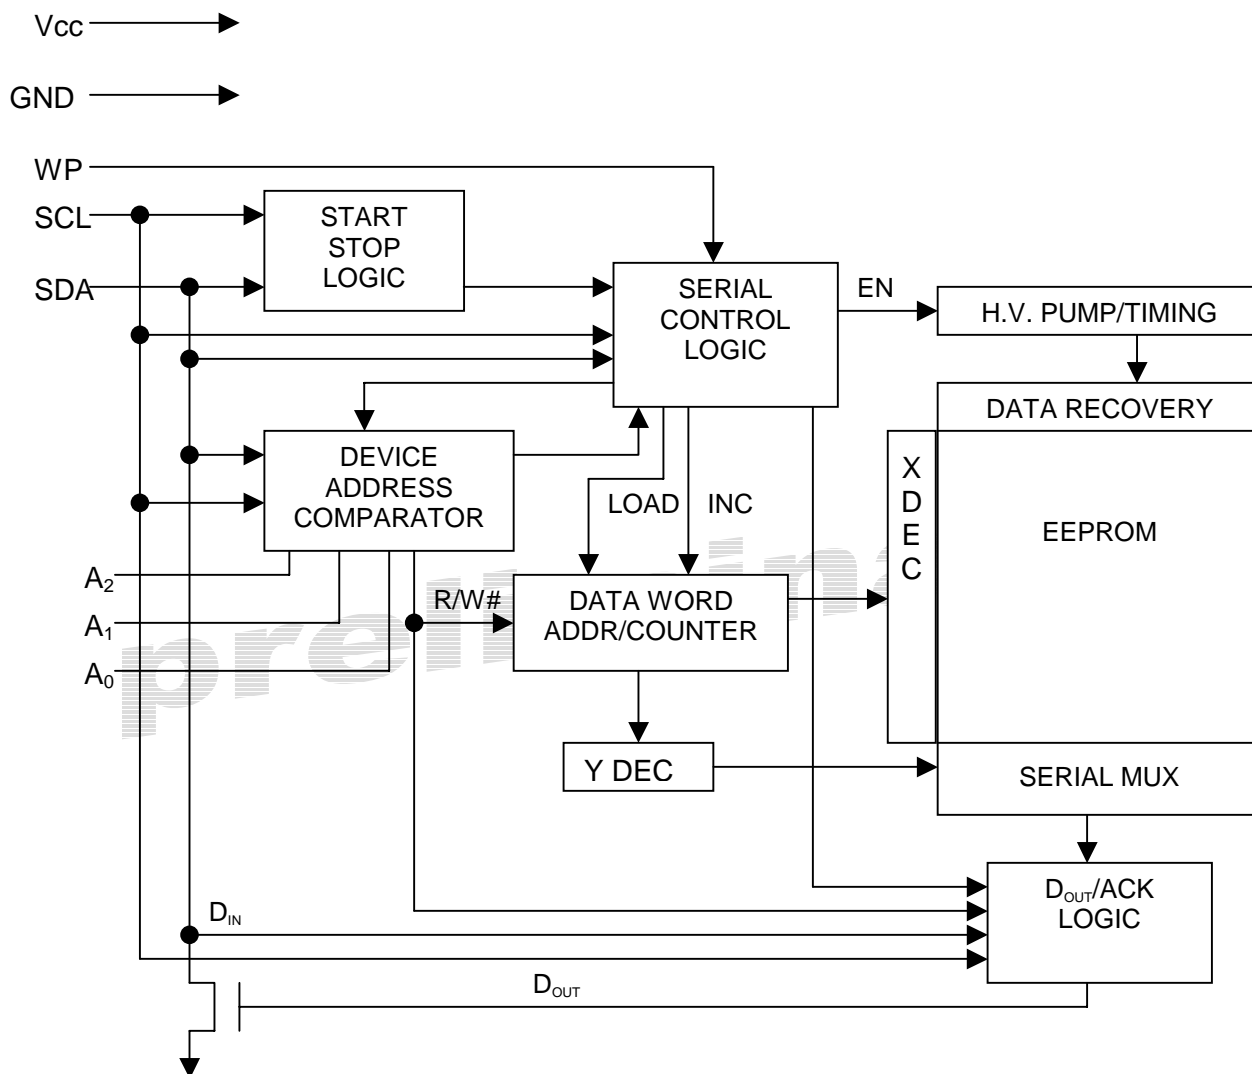 Vcc
GND
WP
SCL
SDA
START
STOP
LOGIC
SERIAL
CONTROL
LOGIC
EN
H.V. PUMP/TIMING
DATA RECOVERY
DEVICE
ADDRESS
COMPARATOR
LOAD
INC
X
D
E
C
EEPROM
A2
A1
A0
R/W#
DATA WORD
ADDR/COUNTER
Y DEC
SERIAL MUX
DIN
DOUT/ACK
LOGIC
DOUT